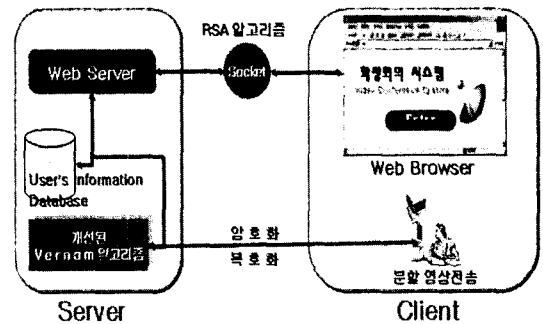 RSA 알고리즘
Web Server
Socket
화상회의 시스템
Video Conference System
Enter
Web Browser
User's Information
Database
개선된
Vernam 알고리즘
암 호 화
복 호 화
분할 영상전송
Server
Client